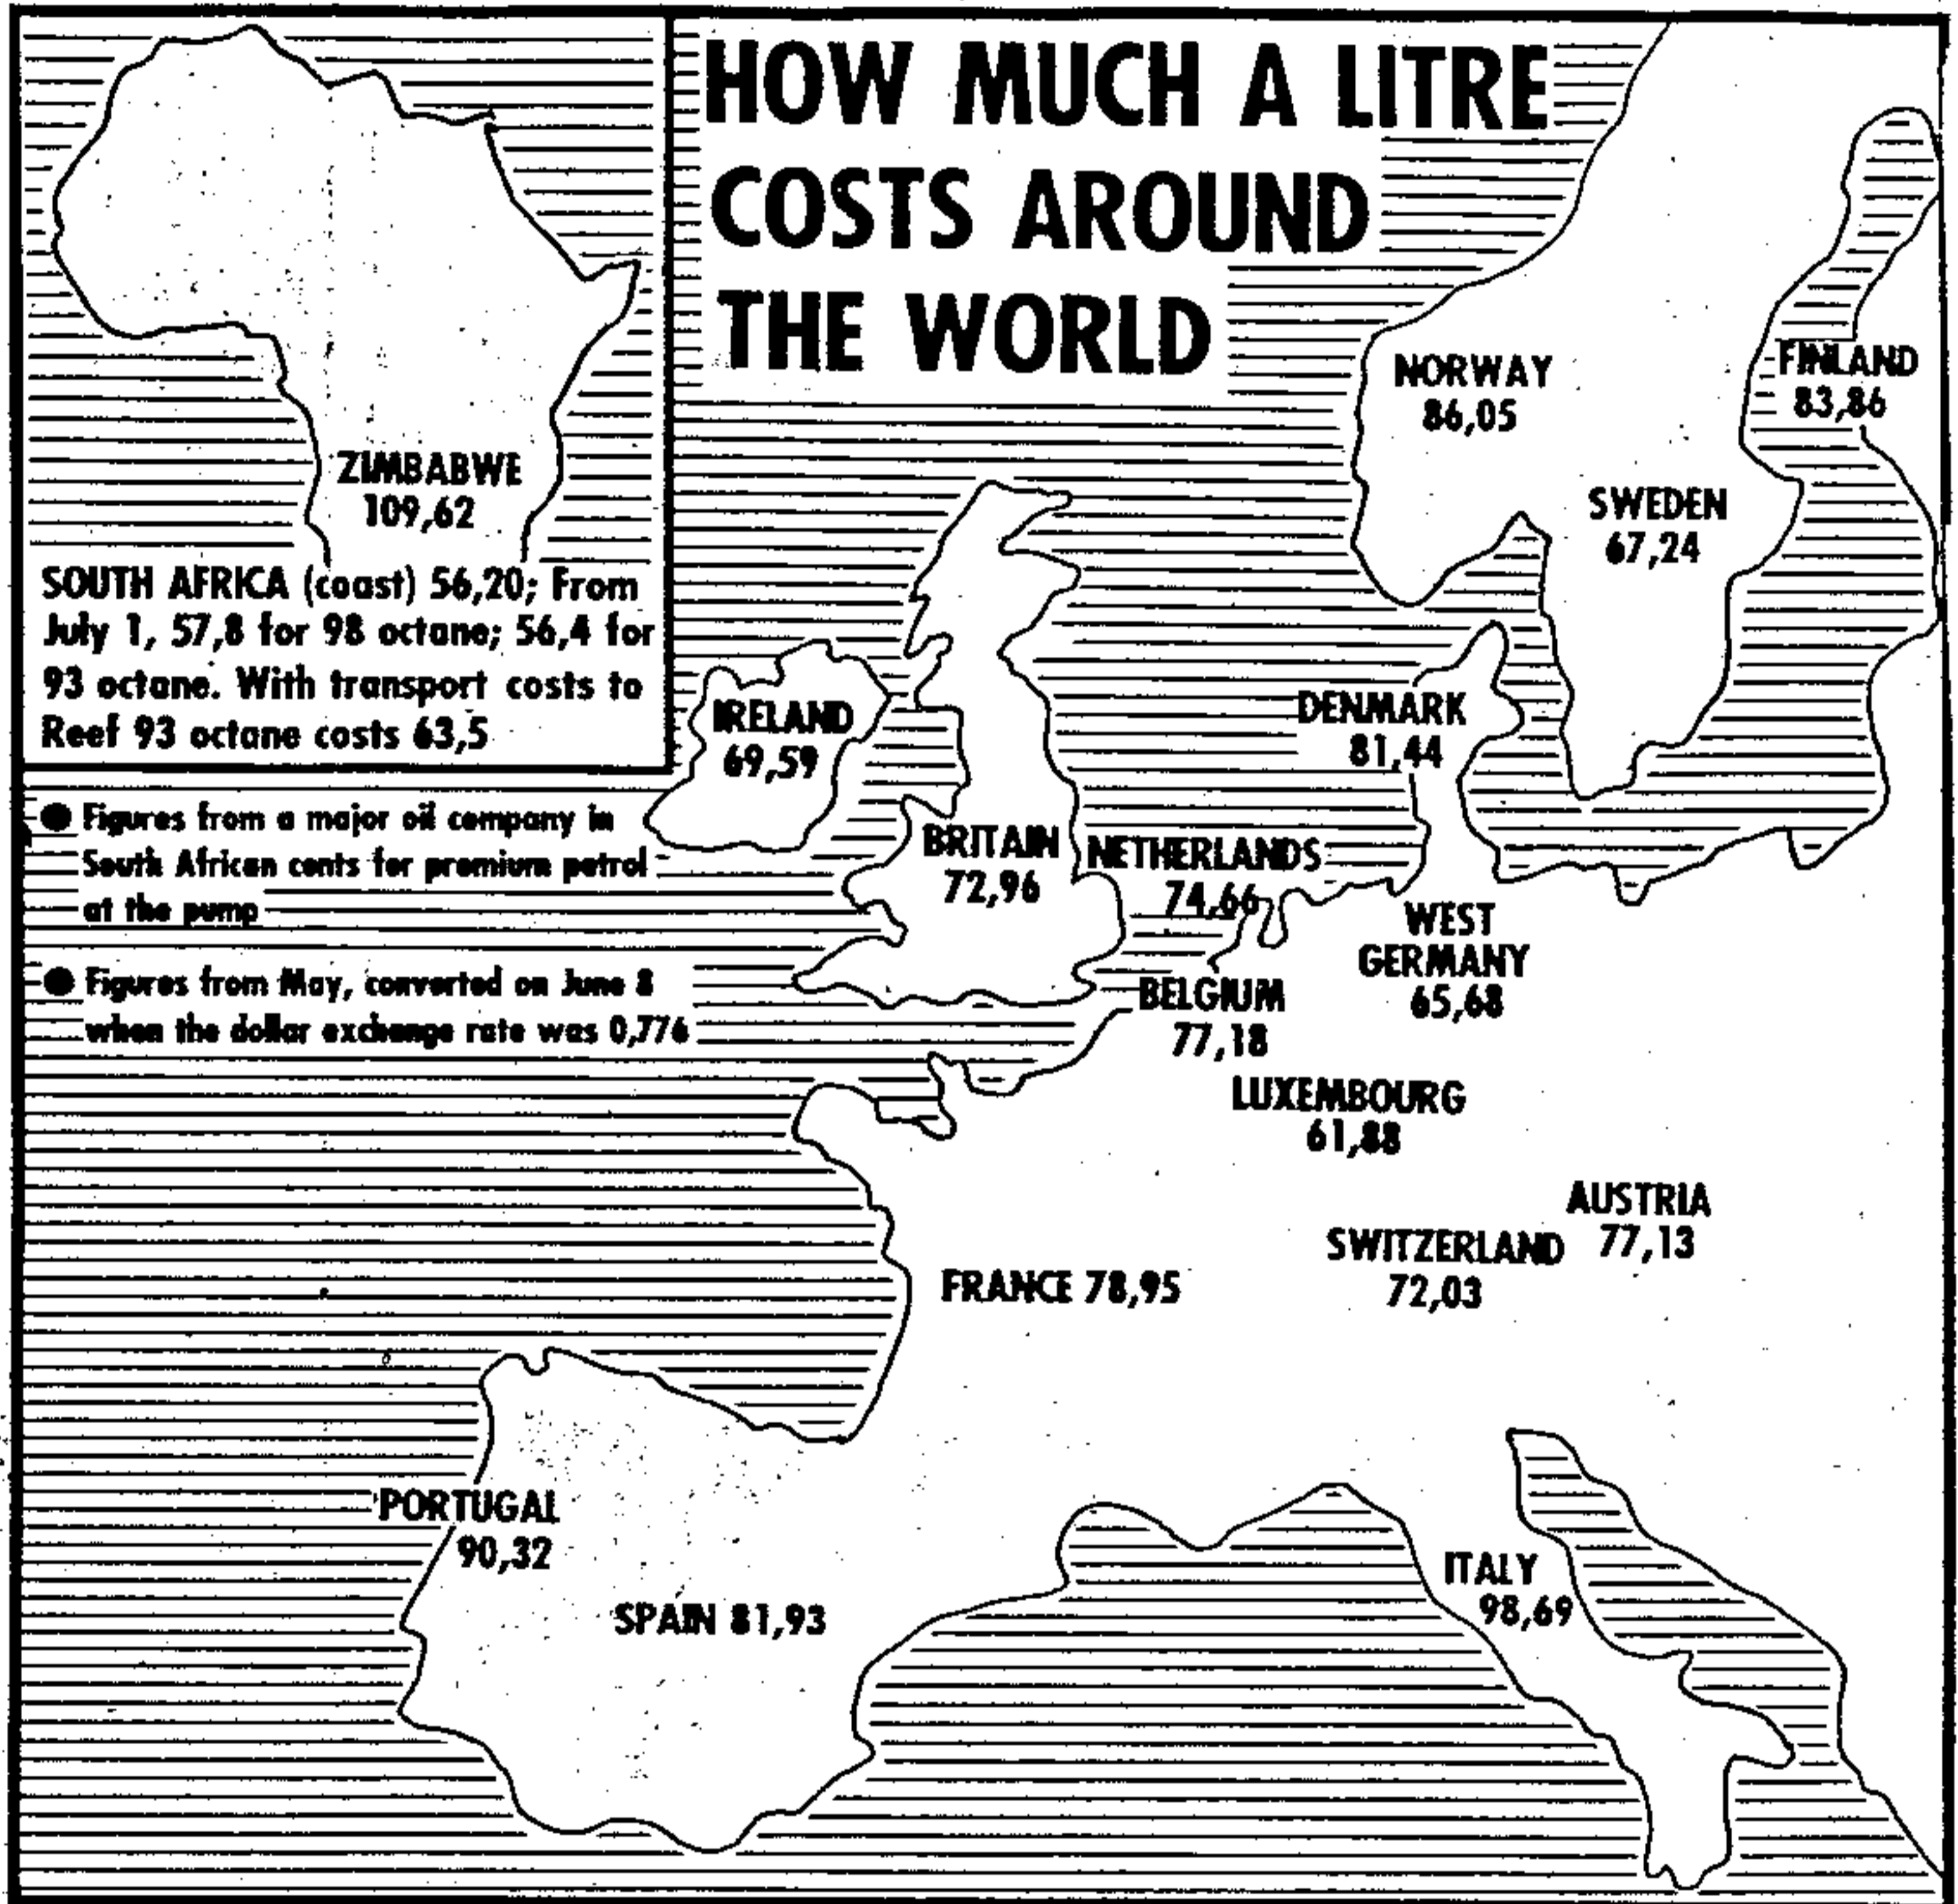 HOW MUCH A LITRE
COSTS AROUND
THE WORLD
ZIMBABWE
109,62
SOUTH AFRICA (coast) 56,20; From
July 1, 57,8 for 98 octane; 56,4 for
93 octane. With transport costs to
Reef 93 octane costs 63,5
● Figures from a major oil company in
South African cents for premium petrol
at the pump
● Figures from May, converted on June 8
when the dollar exchange rate was 0,776
NORWAY
86,05
FINLAND
83,86
SWEDEN
67,24
DENMARK
81,44
IRELAND
69,59
BRITAIN
72,96
NETHERLANDS
74,66
WEST
GERMANY
65,68
BELGIUM
77,18
LUXEMBOURG
61,88
AUSTRIA
77,13
SWITZERLAND
72,03
FRANCE 78,95
PORTUGAL
90,32
SPAIN 81,93
ITALY
98,69